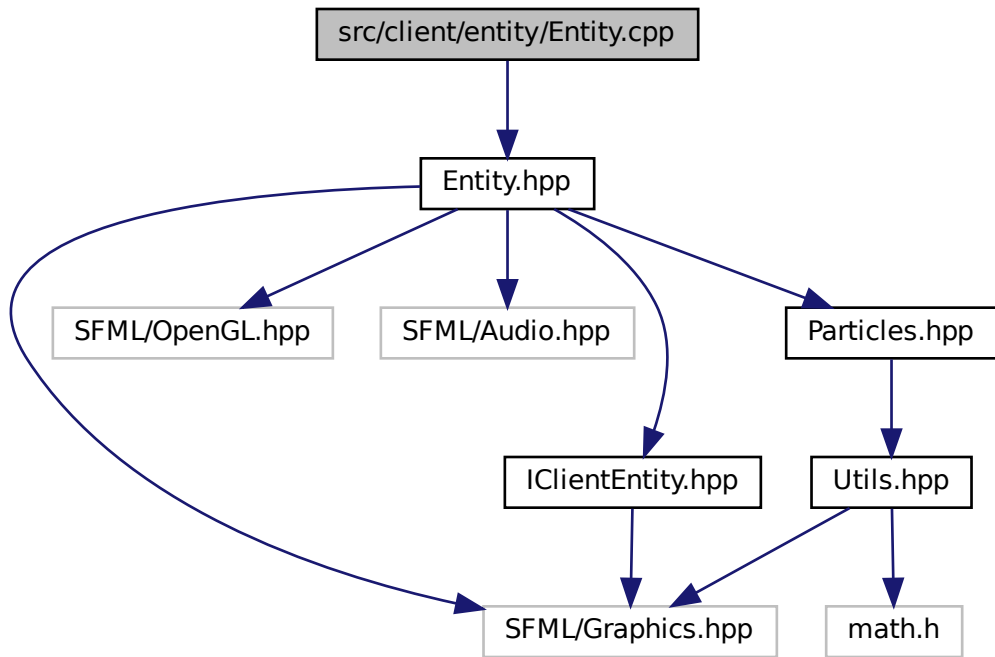 src/client/entity/Entity.cpp
Entity.hpp
SFML/OpenGL.hpp
SFML/Audio.hpp
Particles.hpp
IClientEntity.hpp
Utils.hpp
SFML/Graphics.hpp
math.h